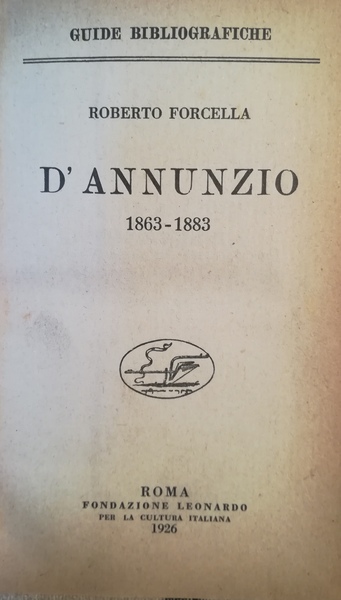 GUIDE BIBLIOGRAFICHE
ROBERTO FORCELLA
D'ANNUNZIO
1863-1883
ROMA
FONDAZIONE LEONARDO
PER LA CULTURA ITALIANA
1926